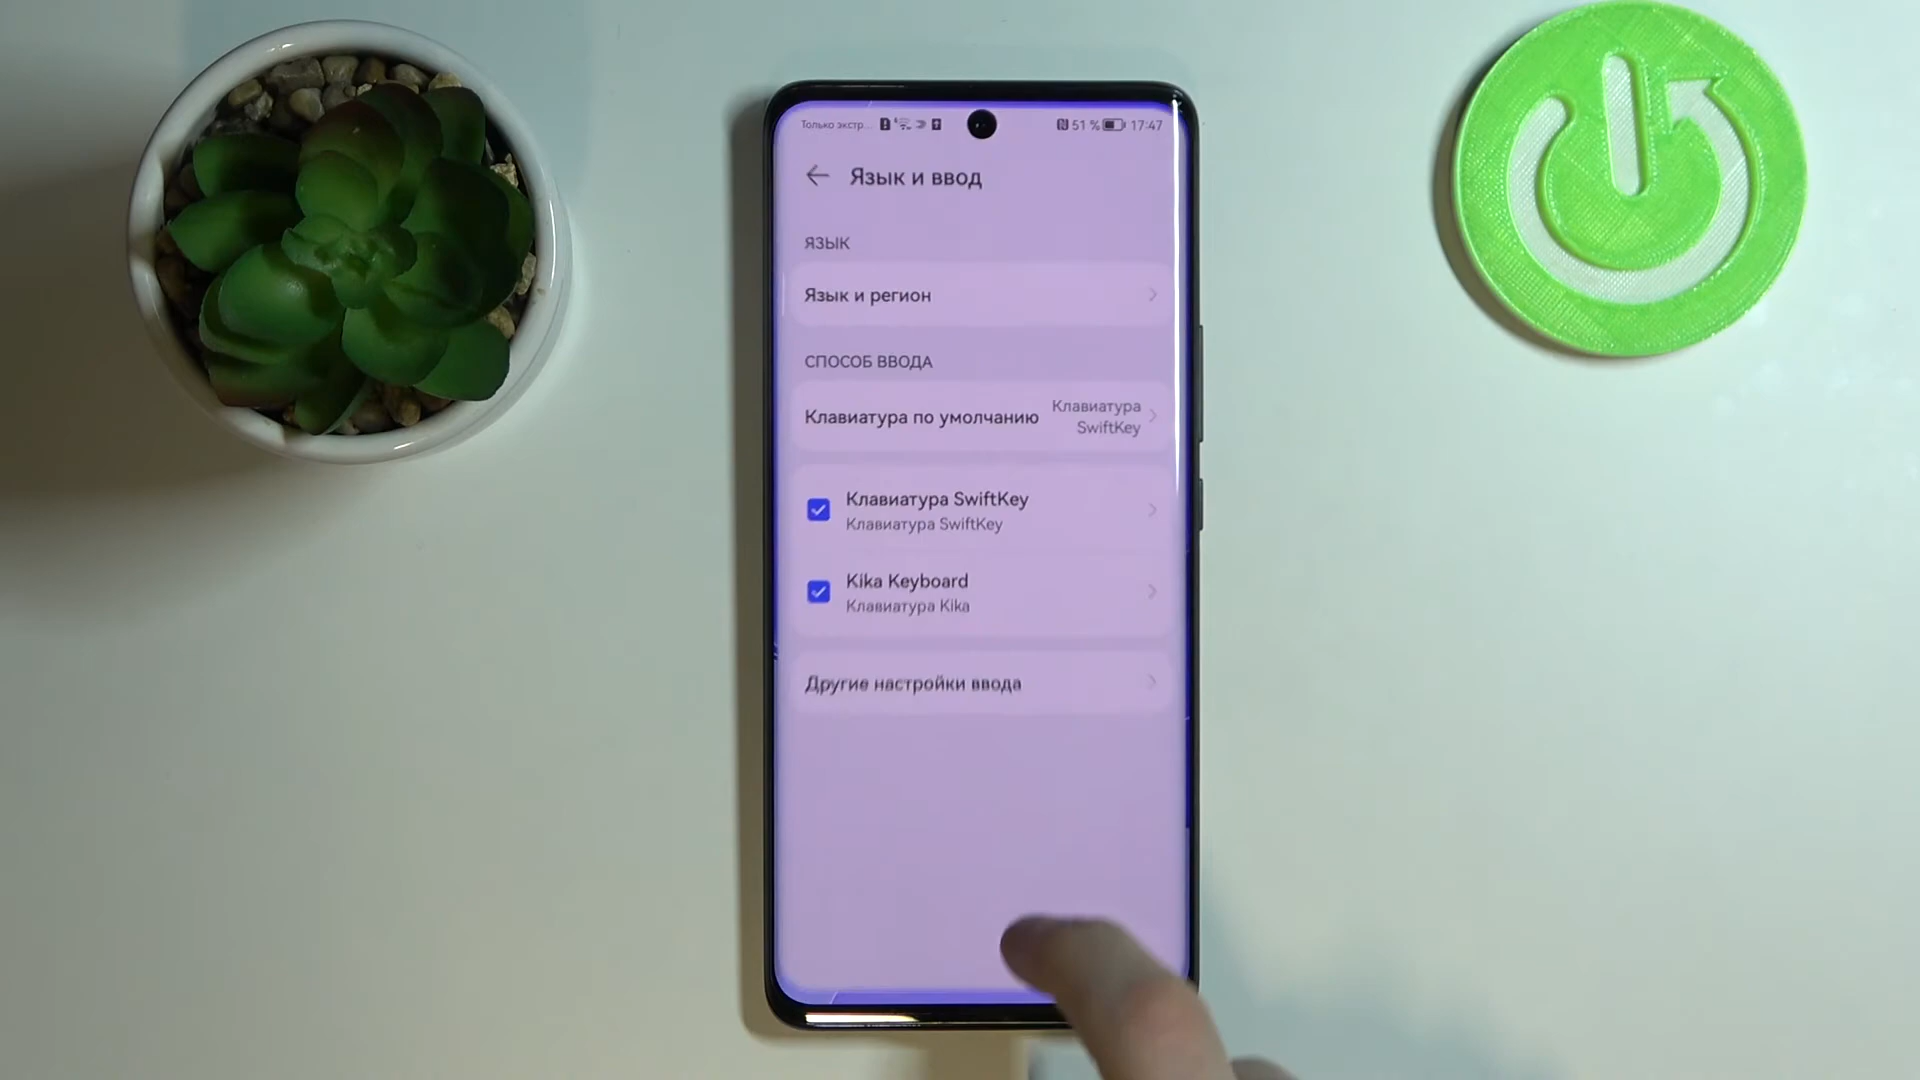 Только экстр...
51 %
17:47
Язык и ввод
ЯЗЫК
Язык и регион
СПОСОБ ВВОДА
Клавиатура по умолчанию
Клавиатура
SwiftKey
Клавиатура SwiftKey
Клавиатура SwiftKey
Kika Keyboard
Клавиатура Kika
Другие настройки ввода